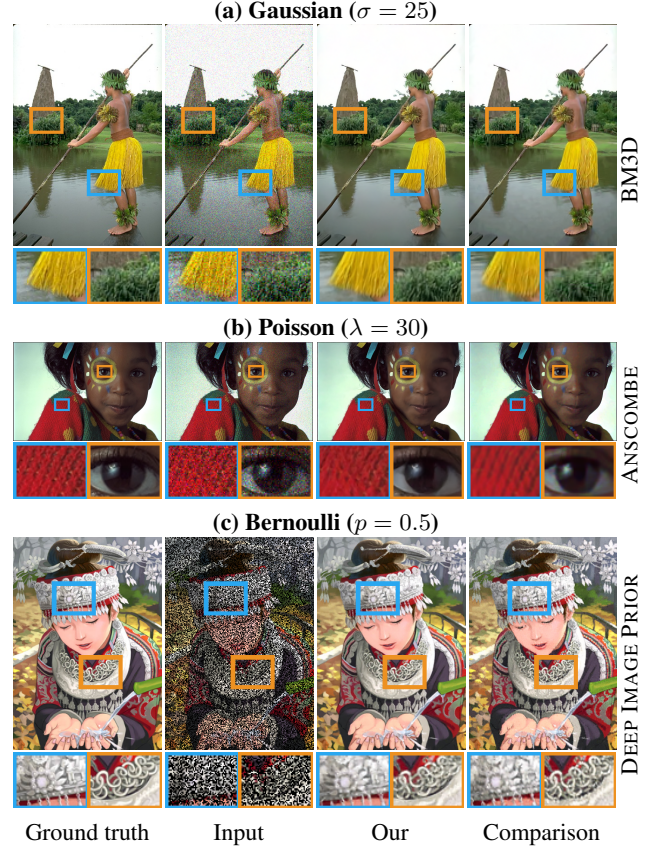 (a) Gaussian (σ = 25)
BM3D
(b) Poisson (λ = 30)
ANSCOMBE
(c) Bernoulli (p = 0.5)
DEEP IMAGE PRIOR
Ground truth Input Our Comparison